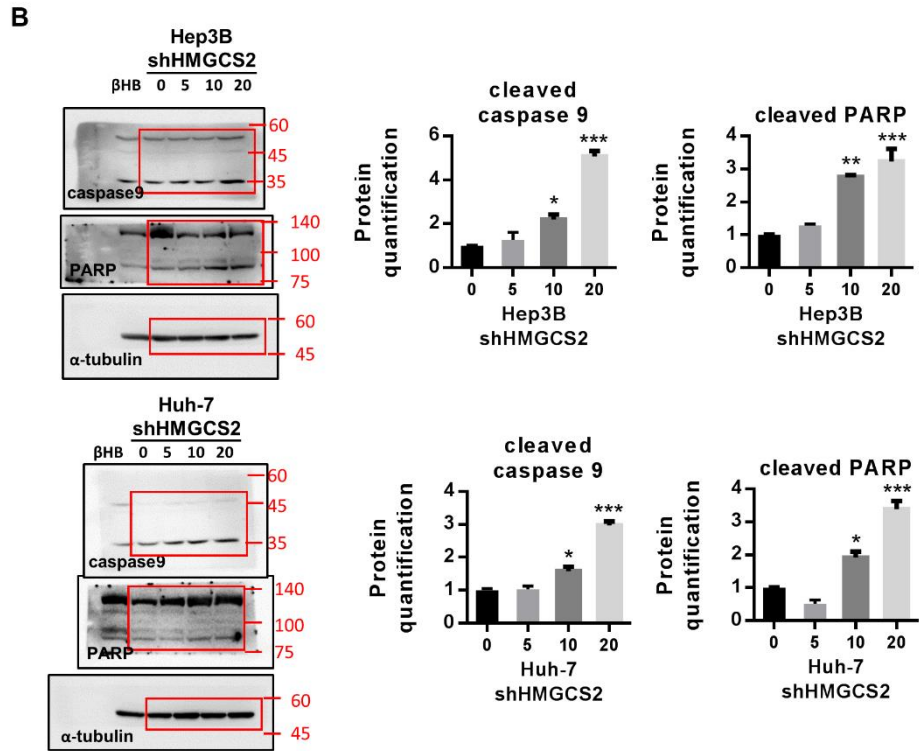 B
Hep3B
shHMGCS2
βHB 0 5 10 20
60
45
35
caspase9
140
100
75
PARP
60
45
α-tubulin
cleaved
caspase 9
Protein
quantification
6
4
2
0
*
***
0 5 10 20
Hep3B
shHMGCS2
cleaved PARP
Protein
quantification
4
3
2
1
0
**
***
0 5 10 20
Hep3B
shHMGCS2
Huh-7
shHMGCS2
βHB 0 5 10 20
60
45
35
caspase9
140
100
75
PARP
60
45
α-tubulin
cleaved
caspase 9
Protein
quantification
4
3
2
1
0
*
***
0 5 10 20
Huh-7
shHMGCS2
cleaved PARP
Protein
quantification
4
3
2
1
0
*
***
0 5 10 20
Huh-7
shHMGCS2